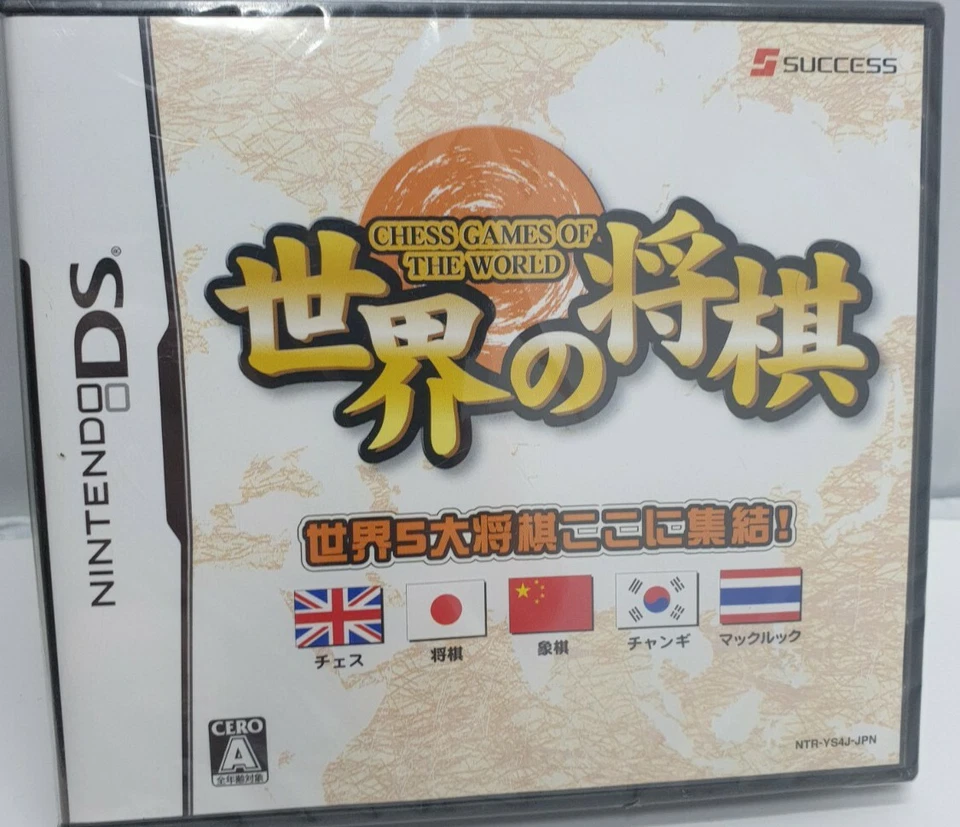 NINTENDO DS®
SUCCESS
CHESS GAMES OF
THE WORLD
世界の将棋
世界5大将棋ここに集結!
チェス
将棋
象棋
チャンギ
マックルック
CERO
A
全年齢対象
NTR-YS4J-JPN